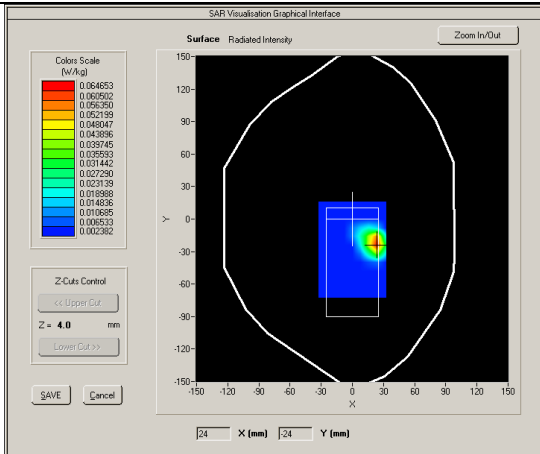 SAR Visualisation Graphical Interface
Surface Radiated Intensity
Zoom In/Out
Colors Scale
(W/kg)
0.064653
0.060502
0.056350
0.052199
0.048047
0.043896
0.039745
0.035593
0.031442
0.027290
0.023139
0.018988
0.014836
0.010685
0.006533
0.002382
Z-Cuts Control
<< Upper Cut
Z = 4.0 mm
Lower Cut >>
SAVE Cancel
150
120
90
60
30
0
-30
-60
-90
-120
-150
Y
-150 -120 -90 -60 -30 0 30 60 90 120 150
X
24 X (mm) -24 Y (mm)